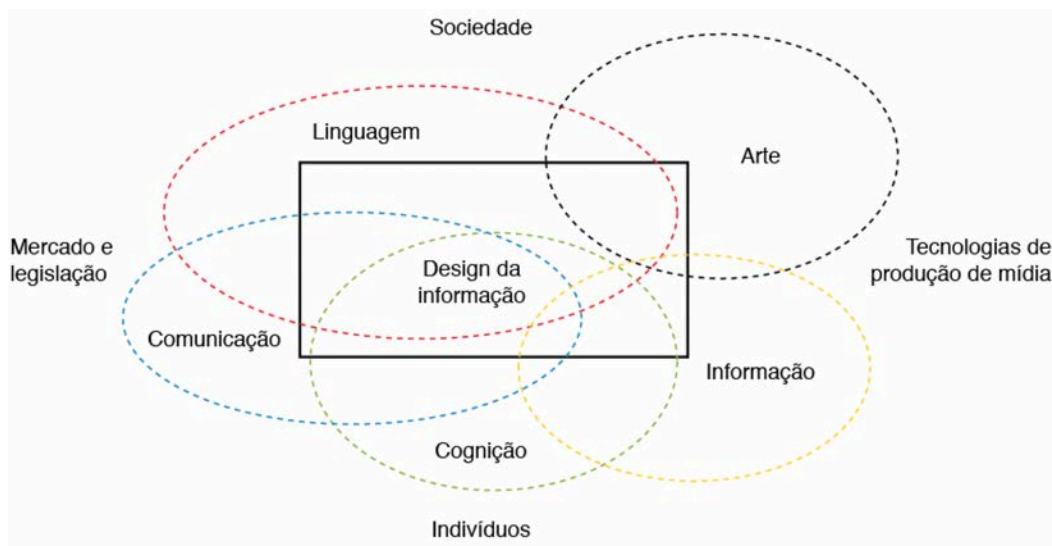 Sociedade
Linguagem
Arte
Mercado e
legislação
Tecnologias de
produção de mídia
Design da
informação
Comunicação
Informação
Cognição
Indivíduos